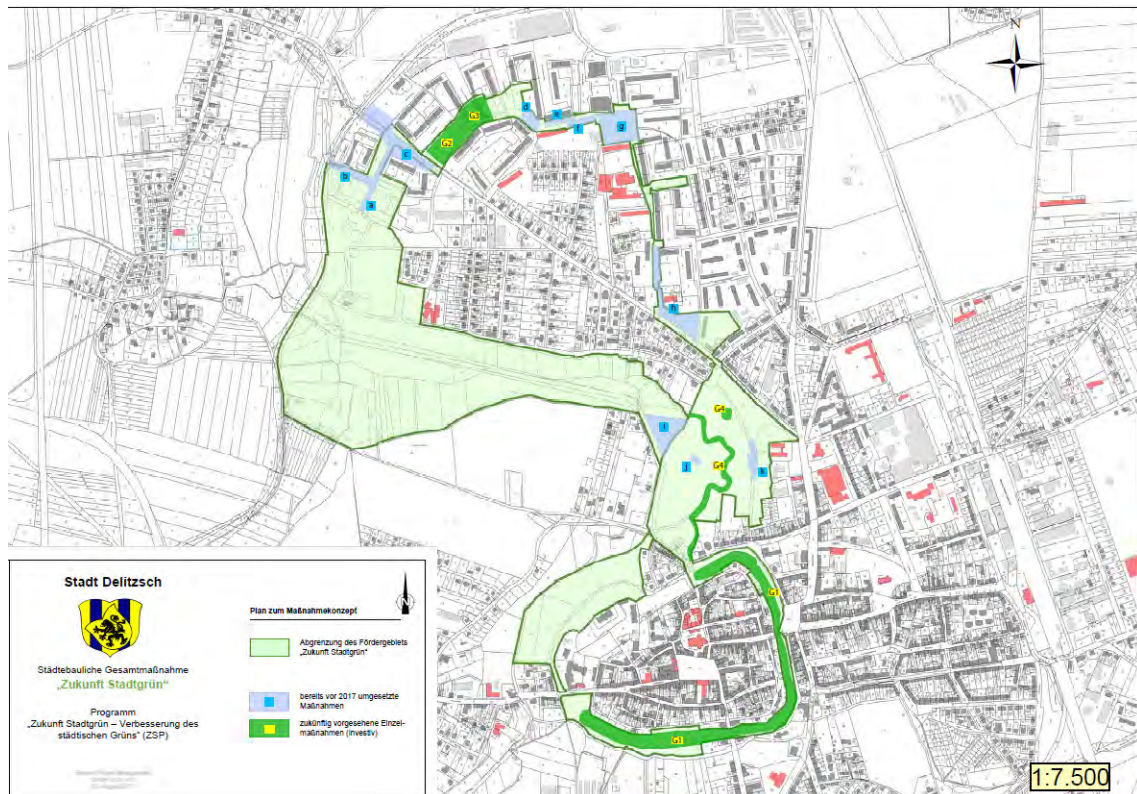 N
d
e
f
g
G3
G2
c
b
a
h
G4
i
j
G4
k
G1
G1
Stadt Delitzsch
Städtebauliche Gesamtmaßnahme
„Zukunft Stadtgrün“
Programm
„Zukunft Stadtgrün – Verbesserung des
städtischen Grüns“ (ZSP)
Plan zum Maßnahmekonzept
N
Abgrenzung des Fördergebiets
„Zukunft Stadtgrün“
bereits vor 2017 umgesetzte
Maßnahmen
zukünftig vorgesehene Einzel-
maßnahmen (investiv)
1:7.500